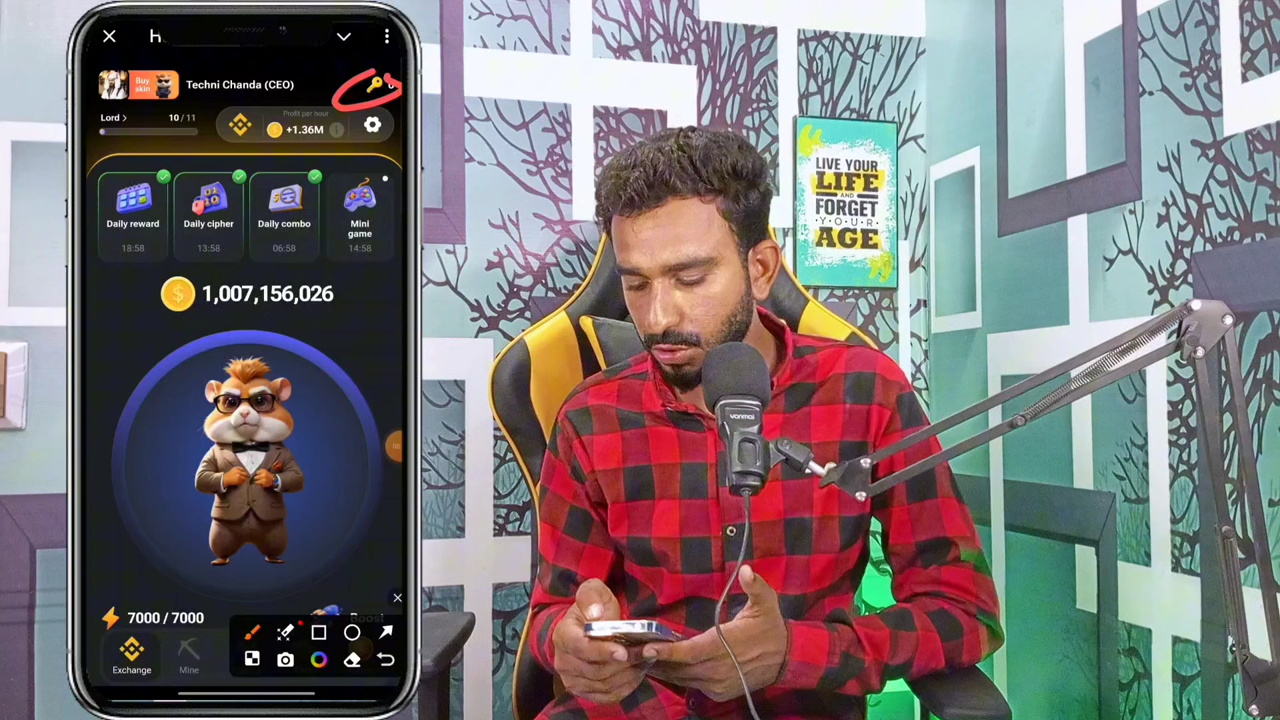 H
Buy
skin
Techni Chanda (CEO)
Lord >
10 / 11
Profit per hour
+1.36M
Daily reward
18:58
Daily cipher
13:58
Daily combo
06:58
Mini
game
14:58
1,007,156,026
7000 / 7000
Boost
Exchange
Mine
LIVE YOUR
LIFE
AND
FORGET
YOUR
AGE
vanmai